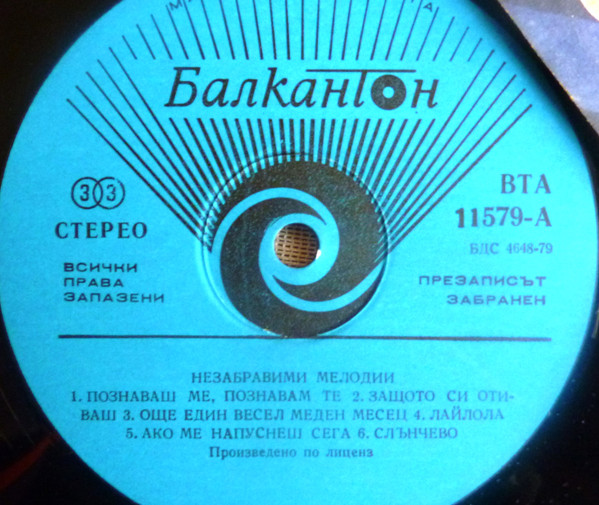 Балкантон
33
СТЕРЕО
ВТА
11579-А
БДС 4648-79
ВСИЧКИ
ПРАВА
ЗАПАЗЕНИ
ПРЕЗАПИСЪТ
ЗАБРАНЕН
НЕЗАБРАВИМИ МЕЛОДИИ
1. ПОЗНАВАШ МЕ, ПОЗНАВАМ ТЕ 2. ЗАЩОТО СИ ОТИ-
ВАШ 3. ОЩЕ ЕДИН ВЕСЕЛ МЕДЕН МЕСЕЦ 4. ЛАЙЛОЛА
5. АКО МЕ НАПУСНЕШ СЕГА 6. СЛЪНЧЕВО
Произведено по лиценз